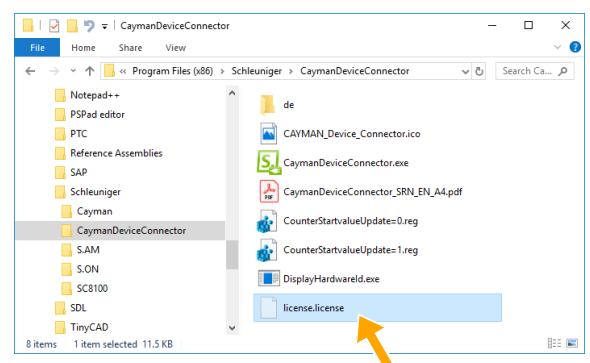 CaymanDeviceConnector
File Home Share View
« Program Files (x86) › Schleuniger › CaymanDeviceConnector
Search Ca...
Notepad++
PSPad editor
PTC
Reference Assemblies
SAP
Schleuniger
Cayman
CaymanDeviceConnector
S.AM
S.ON
SC8100
SDL
TinyCAD
de
CAYMAN_Device_Connector.ico
CaymanDeviceConnector.exe
CaymanDeviceConnector_SRN_EN_A4.pdf
CounterStartvalueUpdate=0.reg
CounterStartvalueUpdate=1.reg
DisplayHardwareId.exe
license.license
8 items 1 item selected 11.5 KB